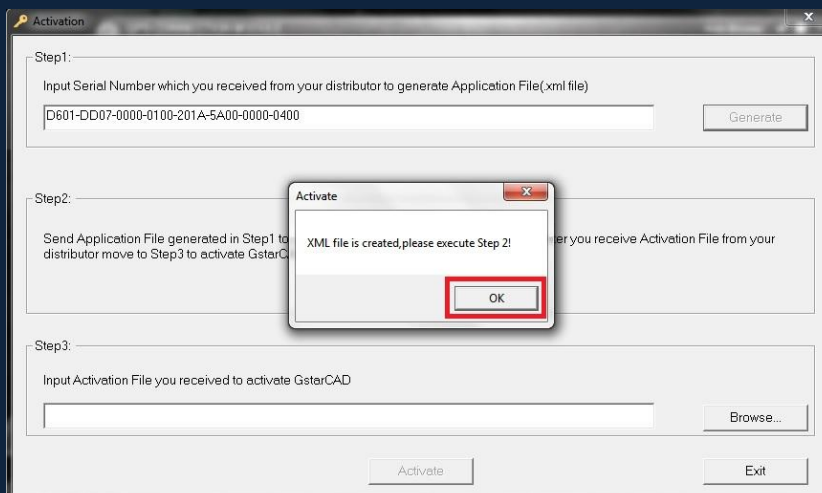 Activation
Step1:
Input Serial Number which you received from your distributor to generate Application File(.xml file)
D601-DD07-0000-0100-201A-5A00-0000-0400
Generate
Step2:
Activate
XML file is created,please execute Step 2!
OK
Send Application File generated in Step1 to er you receive Activation File from your
distributor move to Step3 to activate GstarC
Step3:
Input Activation File you received to activate GstarCAD
Browse...
Activate
Exit